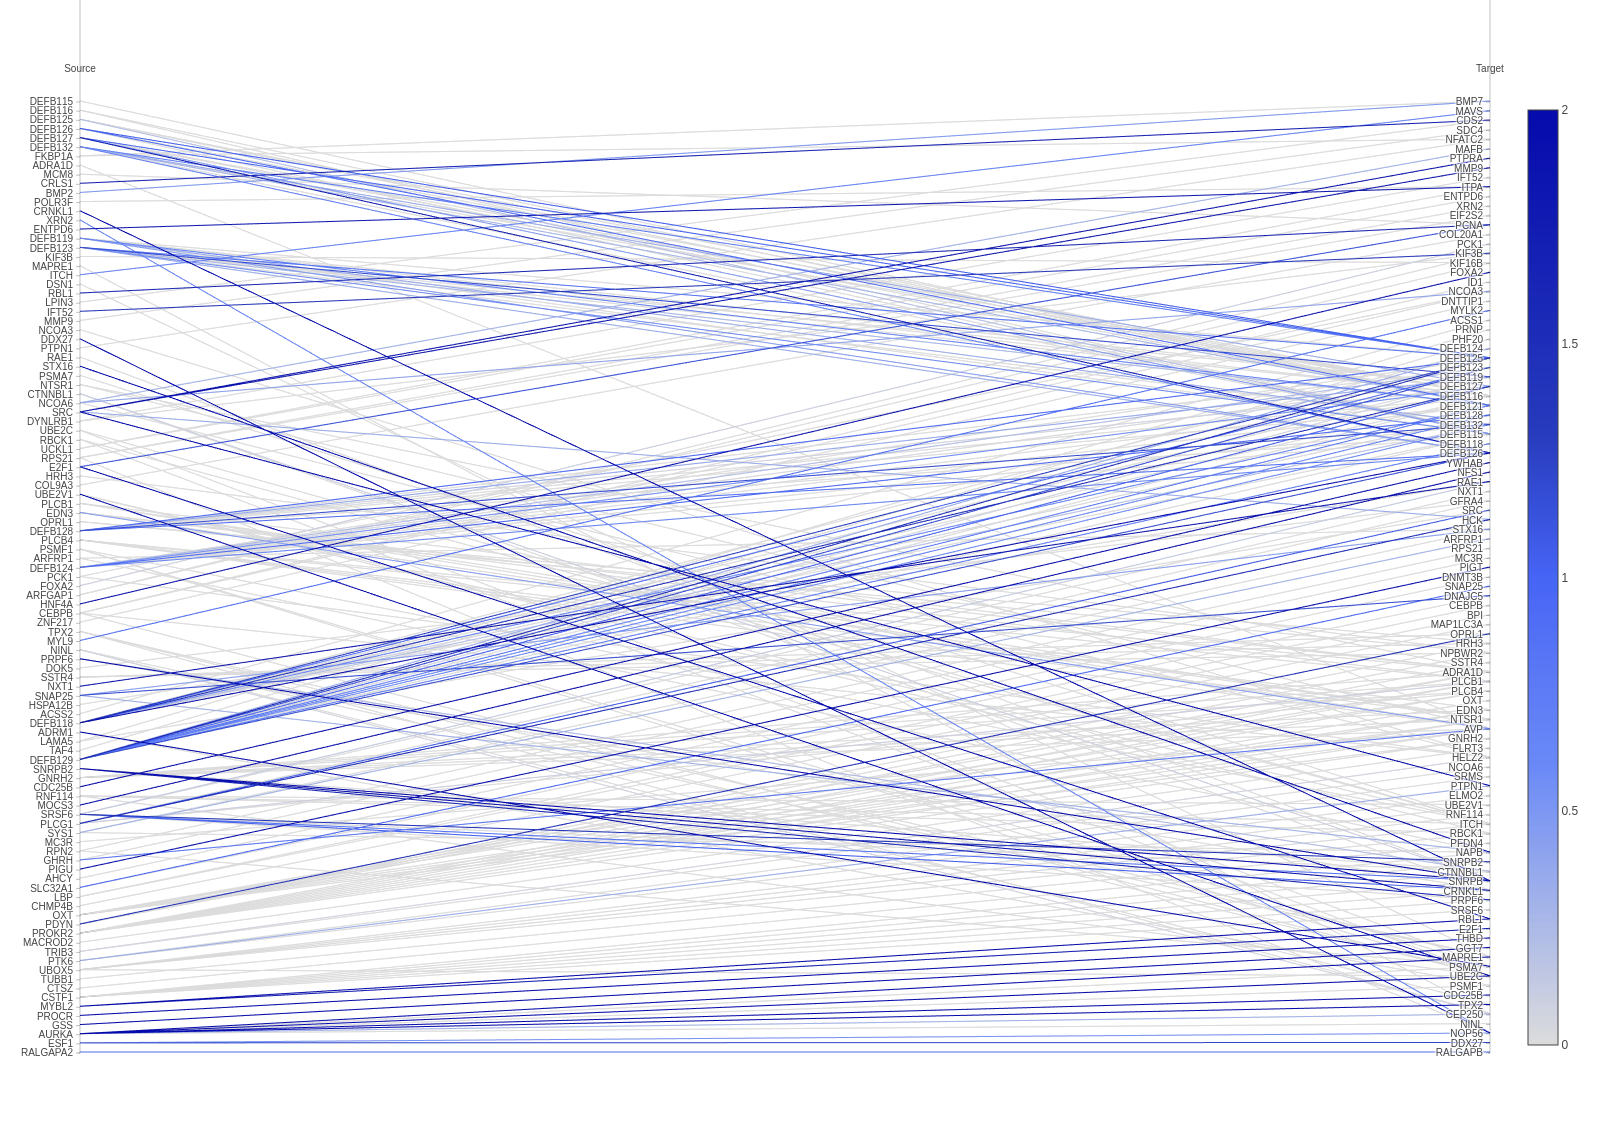 Source
Target
DEFB115
DEFB116
DEFB125
DEFB126
DEFB127
DEFB132
FKBP1A
ADRA1D
MCM8
CRLS1
BMP2
POLR3F
CRNKL1
XRN2
ENTPD6
DEFB119
DEFB123
KIF3B
MAPRE1
ITCH
DSN1
RBL1
LPIN3
IFT52
MMP9
NCOA3
DDX27
PTPN1
RAE1
STX16
PSMA7
NTSR1
CTNNBL1
NCOA6
SRC
DYNLRB1
UBE2C
RBCK1
UCKL1
RPS21
E2F1
HRH3
COL9A3
UBE2V1
PLCB1
EDN3
OPRL1
DEFB128
PLCB4
PSMF1
ARFRP1
DEFB124
PCK1
FOXA2
ARFGAP1
HNF4A
CEBPB
ZNF217
TPX2
MYL9
NINL
PRPF6
DOK5
SSTR4
NXT1
SNAP25
HSPA12B
ACSS2
DEFB118
ADRM1
LAMA5
TAF4
DEFB129
SNRPB2
GNRH2
CDC25B
RNF114
MOCS3
SRSF6
PLCG1
SYS1
MC3R
RPN2
GHRH
PIGU
AHCY
SLC32A1
LBP
CHMP4B
OXT
PDYN
PROKR2
MACROD2
TRIB3
PTK6
UBOX5
TUBB1
CTSZ
CSTF1
MYBL2
PROCR
GSS
AURKA
ESF1
RALGAPA2
BMP7
MAVS
CDS2
SDC4
NFATC2
MAFB
PTPRA
MMP9
IFT52
ITPA
ENTPD6
XRN2
EIF2S2
PCNA
COL20A1
PCK1
KIF3B
KIF16B
FOXA2
ID1
NCOA3
DNTTIP1
MYLK2
ACSS1
PRNP
PHF20
DEFB124
DEFB125
DEFB123
DEFB119
DEFB127
DEFB116
DEFB121
DEFB128
DEFB132
DEFB115
DEFB118
DEFB126
YWHAB
NFS1
RAE1
NXT1
GFRA4
SRC
HCK
STX16
ARFRP1
RPS21
MC3R
PIGT
DNMT3B
SNAP25
DNAJC5
CEBPB
BPI
MAP1LC3A
OPRL1
HRH3
NPBWR2
SSTR4
ADRA1D
PLCB1
PLCB4
OXT
EDN3
NTSR1
AVP
GNRH2
FLRT3
HELZ2
NCOA6
SRMS
PTPN1
ELMO2
UBE2V1
RNF114
ITCH
RBCK1
PFDN4
NAPB
SNRPB2
CTNNBL1
SNRPB
CRNKL1
PRPF6
SRSF6
RBL1
E2F1
THBD
GGT7
MAPRE1
PSMA7
UBE2C
PSMF1
CDC25B
TPX2
CEP250
NINL
NOP56
DDX27
RALGAPB
2
1.5
1
0.5
0